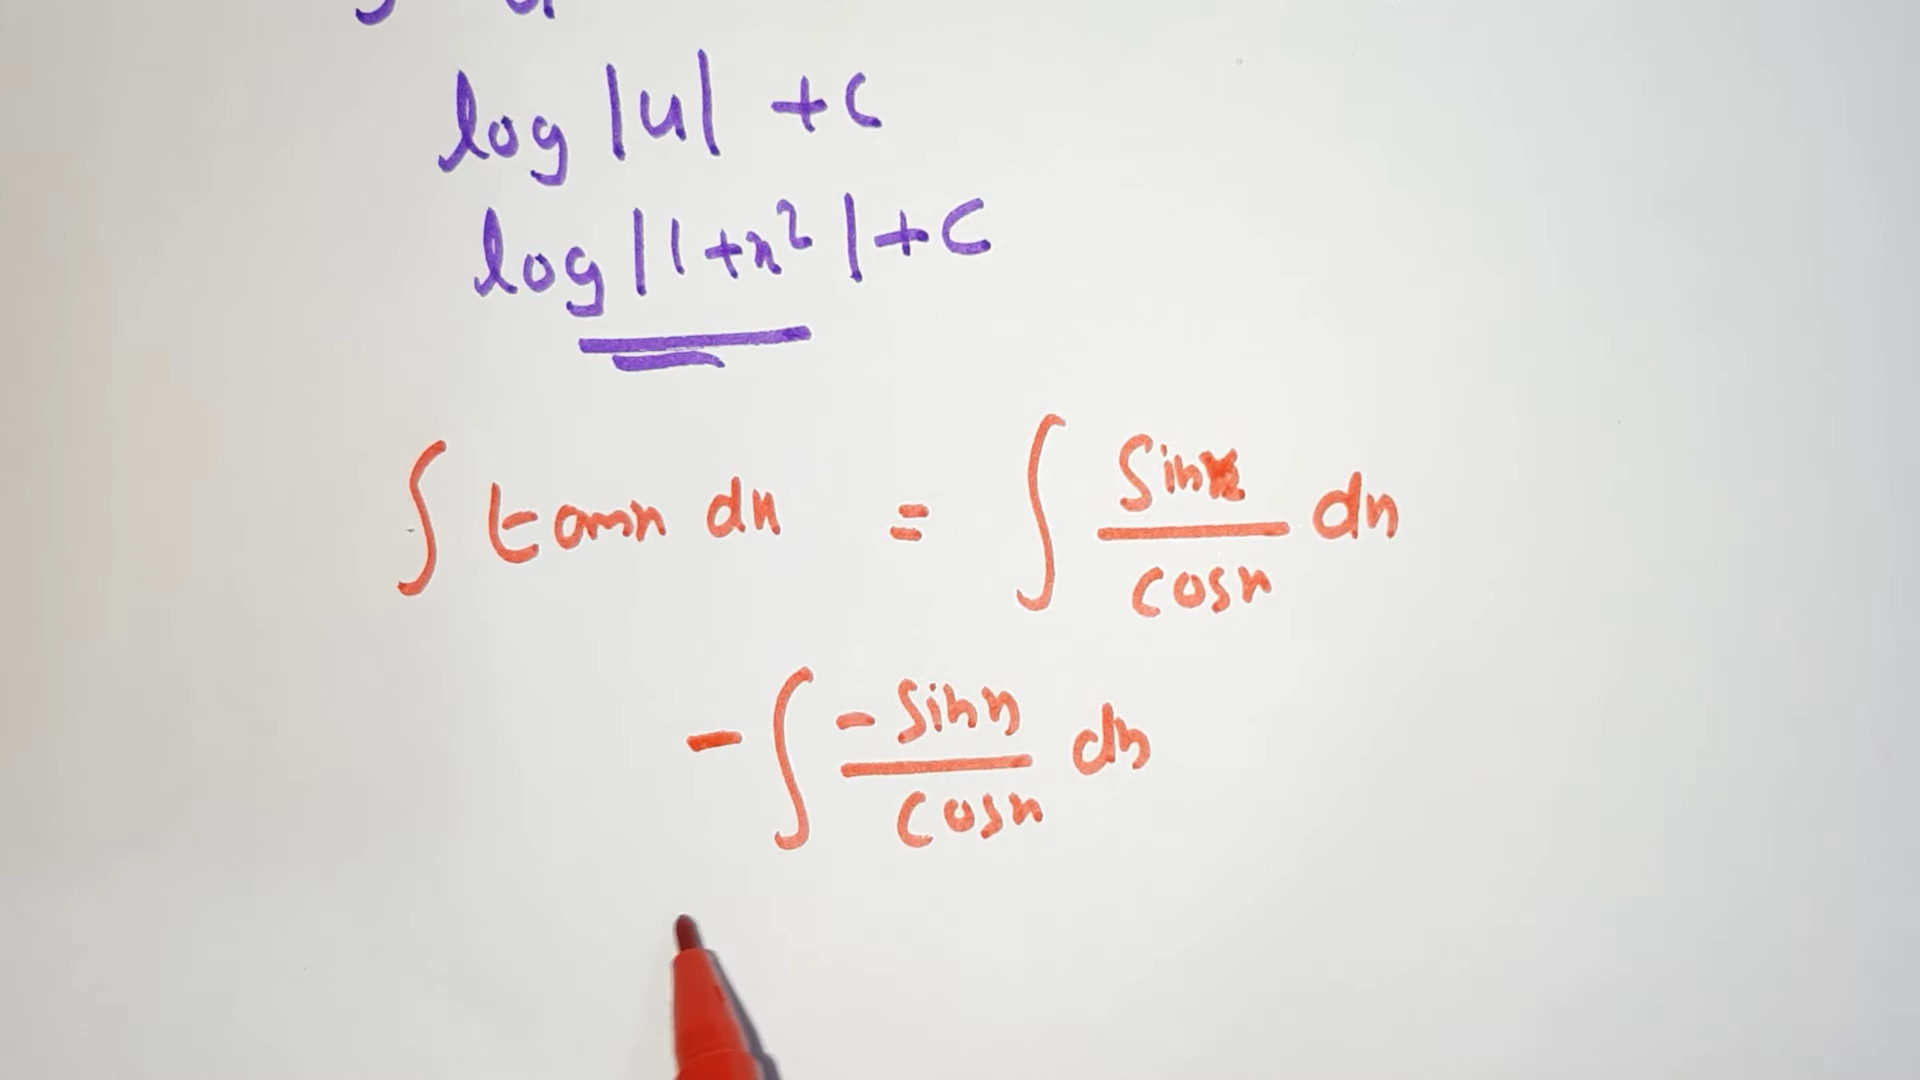 log |u| + c
log |1+x²| + c
∫ tanx dx = ∫ sinx/cosx dx
- ∫ -sinx/cosx dx